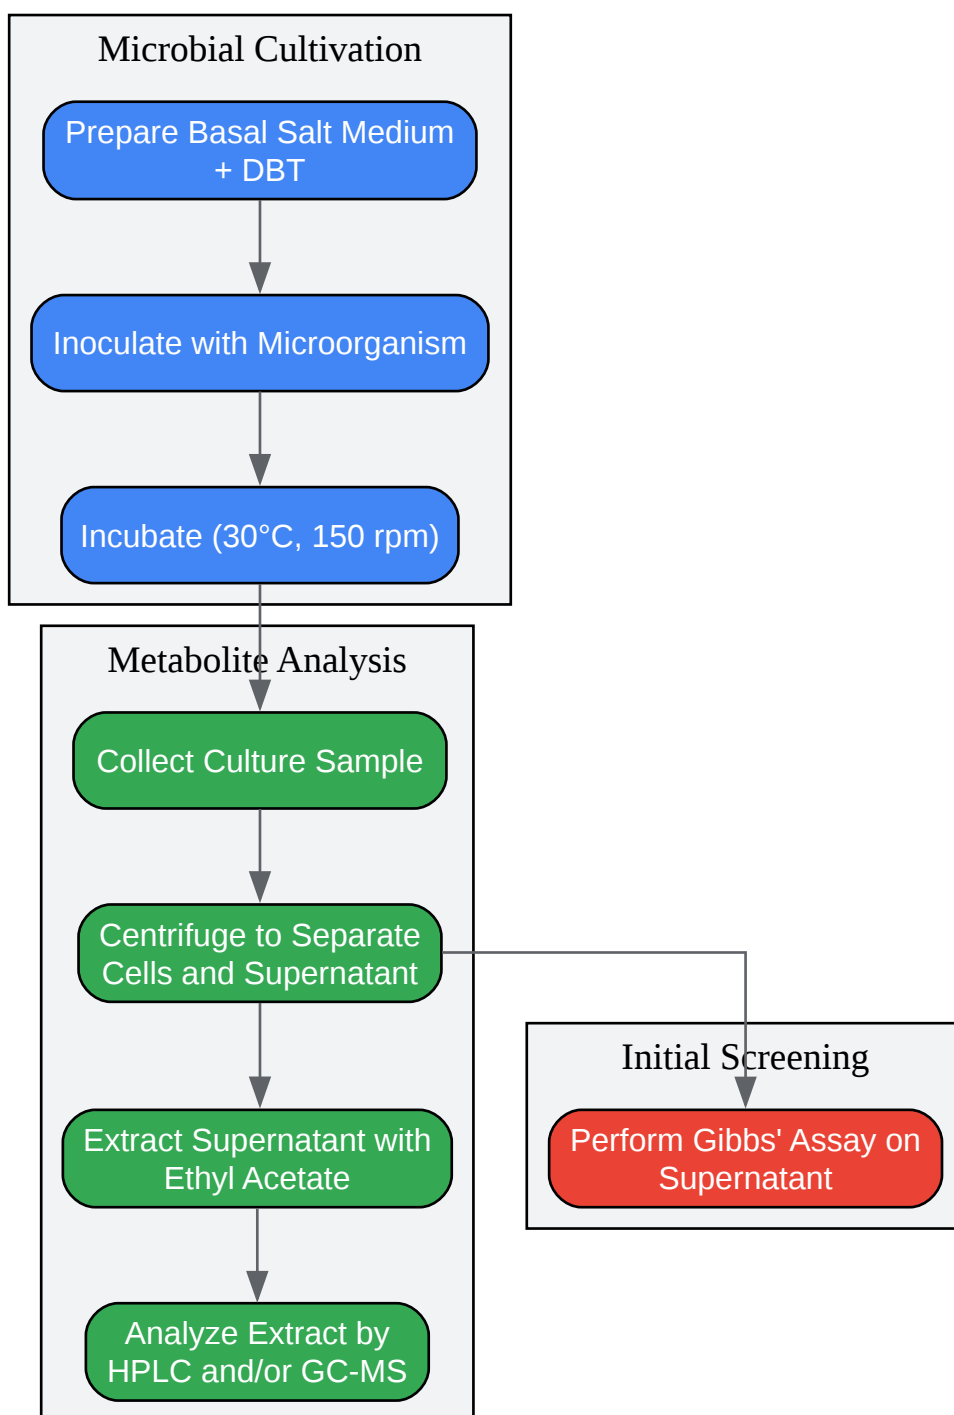 Microbial Cultivation
Prepare Basal Salt Medium
+ DBT
Inoculate with Microorganism
Incubate (30°C, 150 rpm)
Metabolite Analysis
Collect Culture Sample
Centrifuge to Separate
Cells and Supernatant
Initial Screening
Extract Supernatant with
Ethyl Acetate
Perform Gibbs' Assay on
Supernatant
Analyze Extract by
HPLC and/or GC-MS